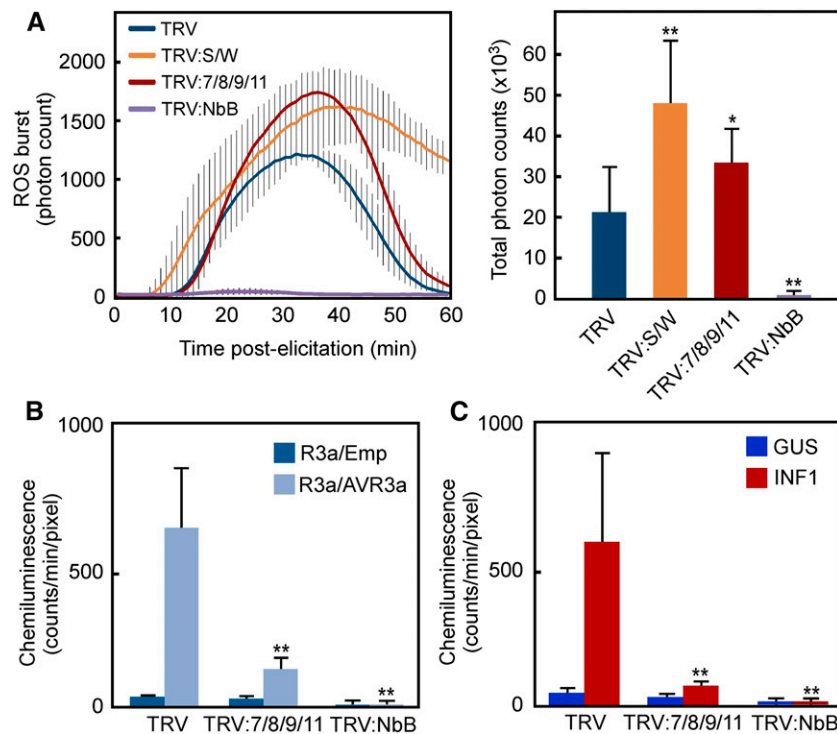 A
TRV
TRV:S/W
TRV:7/8/9/11
TRV:NbB
ROS burst
(photon count)
2000
1500
1000
500
0
0 10 20 30 40 50 60
Time post-elicitation (min)
Total photon counts (x10³)
60
50
40
30
20
10
0
**
*
**
TRV
TRV:S/W
TRV:7/8/9/11
TRV:NbB
B
Chemiluminescence
(counts/min/pixel)
1000
500
0
R3a/Emp
R3a/AVR3a
**
**
TRV TRV:7/8/9/11 TRV:NbB
C
Chemiluminescence
(counts/min/pixel)
1000
500
0
GUS
INF1
**
**
TRV TRV:7/8/9/11 TRV:NbB